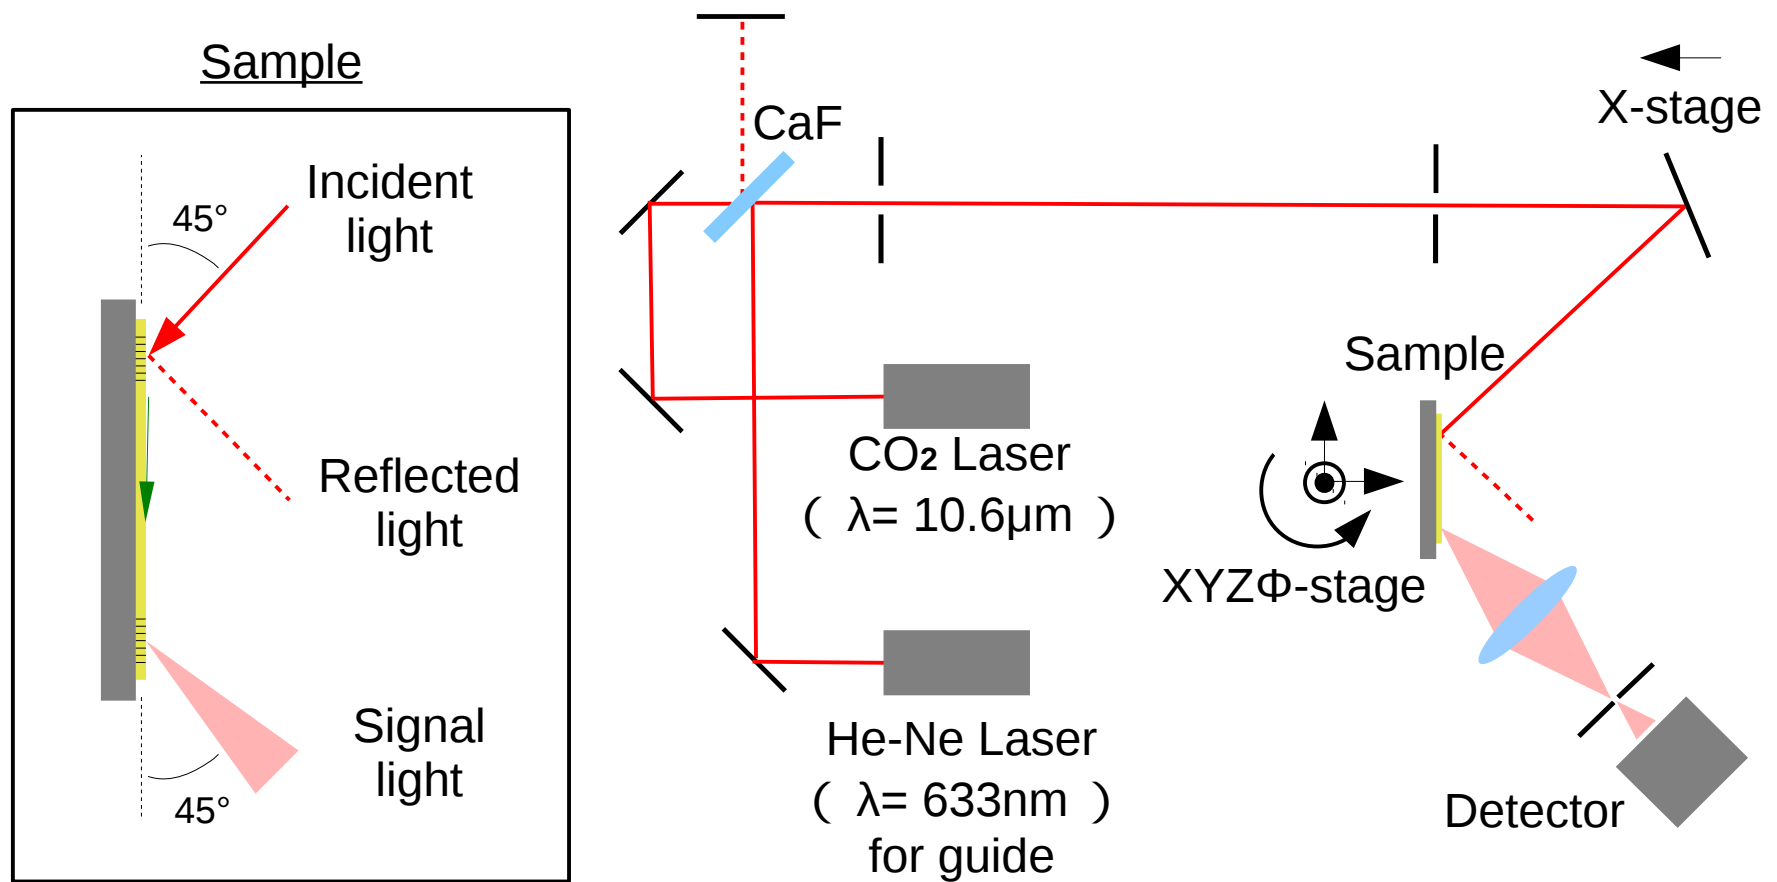 Sample
Incident
light
45°
Reflected
light
Signal
light
45°
CaF
X-stage
Sample
CO2 Laser
( λ= 10.6μm )
XYZΦ-stage
He-Ne Laser
( λ= 633nm )
for guide
Detector